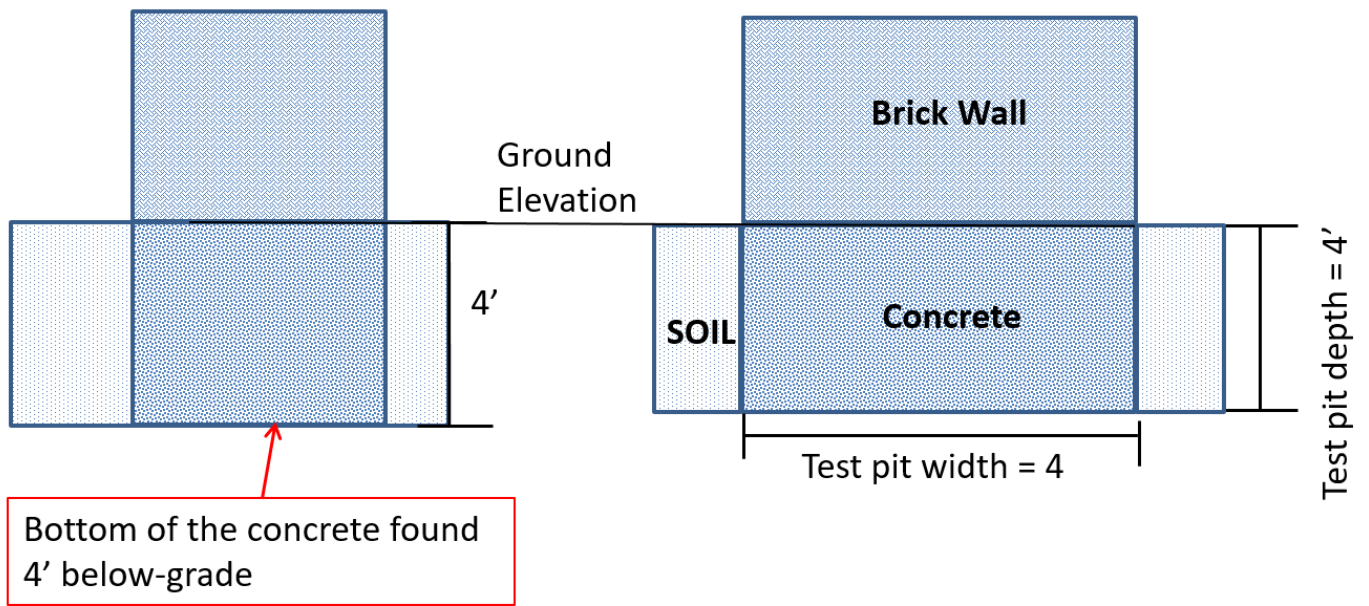 Brick Wall
Ground
Elevation
4’
SOIL
Concrete
Test pit depth = 4’
Test pit width = 4
Bottom of the concrete found
4’ below-grade